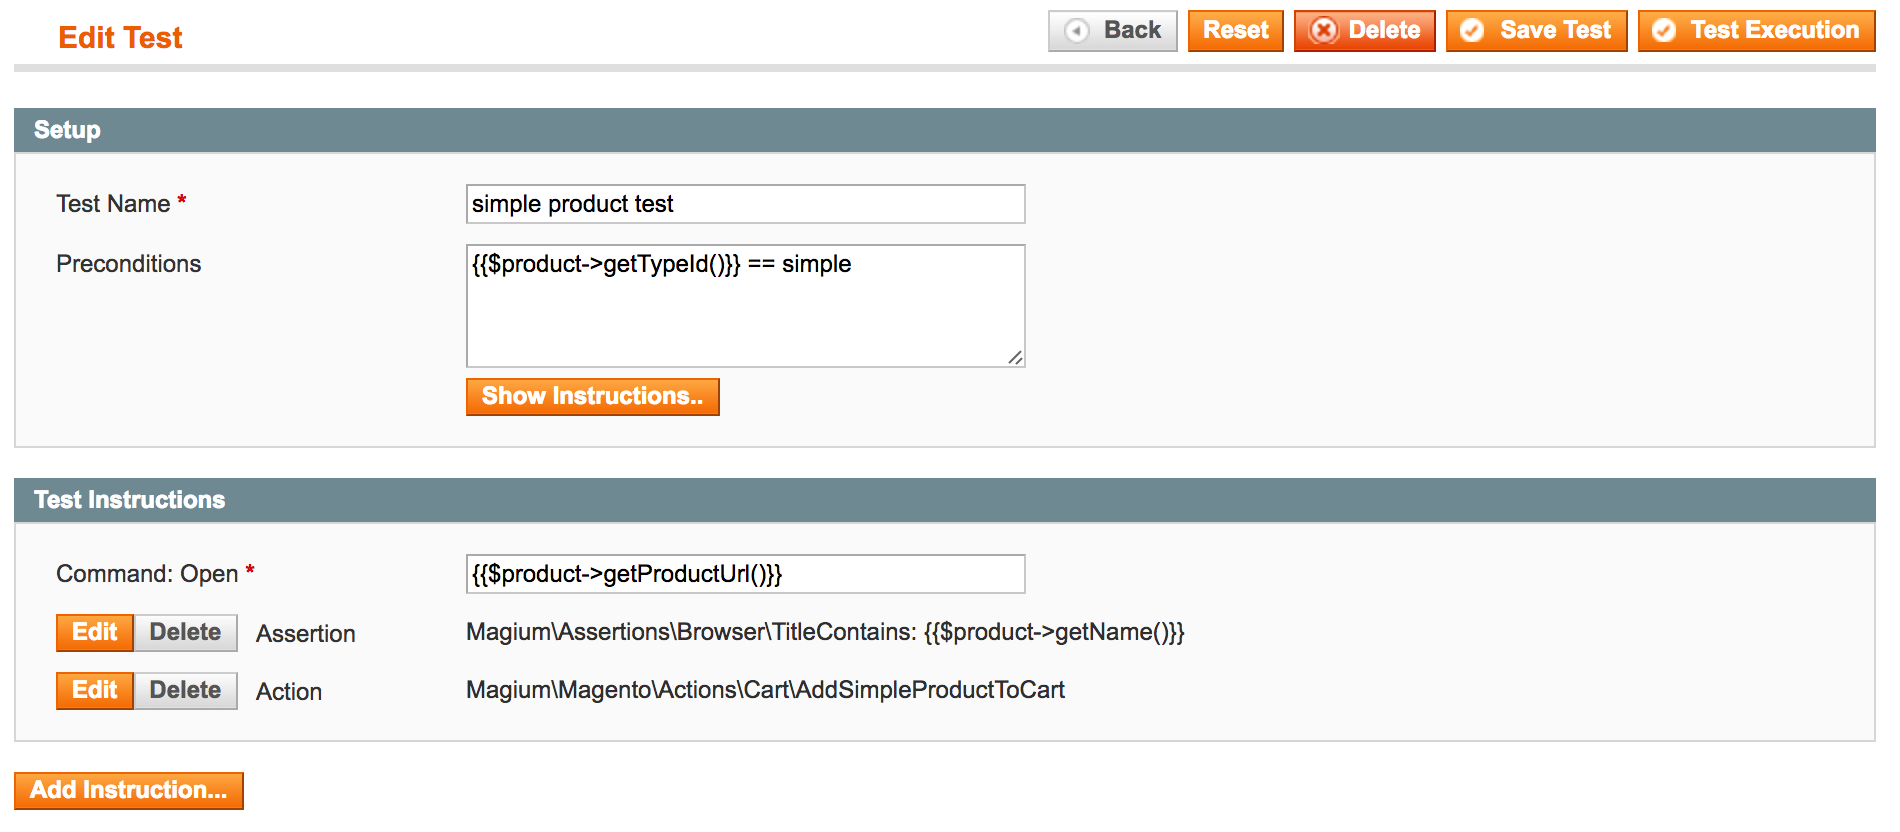 Edit Test
Back
Reset
Delete
Save Test
Test Execution
Setup
Test Name *
simple product test
Preconditions
{{$product->getTypeId()}} == simple
Show Instructions..
Test Instructions
Command: Open *
{{$product->getProductUrl()}}
Edit Delete Assertion Magium\Assertions\Browser\TitleContains: {{$product->getName()}}
Edit Delete Action Magium\Magento\Actions\Cart\AddSimpleProductToCart
Add Instruction...